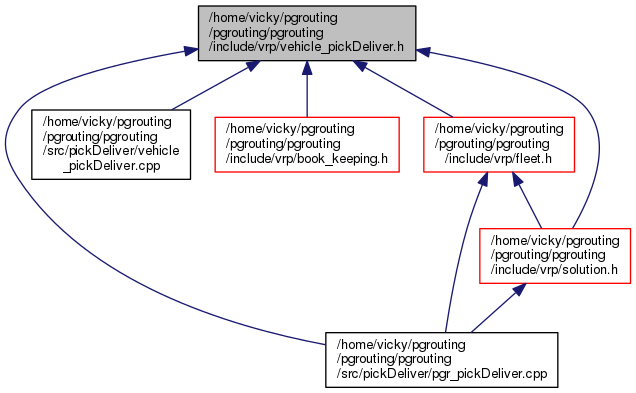 /home/vicky/pgrouting
/pgrouting/pgrouting
/include/vrp/vehicle_pickDeliver.h
/home/vicky/pgrouting
/pgrouting/pgrouting
/src/pickDeliver/vehicle
_pickDeliver.cpp
/home/vicky/pgrouting
/pgrouting/pgrouting
/include/vrp/book_keeping.h
/home/vicky/pgrouting
/pgrouting/pgrouting
/include/vrp/fleet.h
/home/vicky/pgrouting
/pgrouting/pgrouting
/include/vrp/solution.h
/home/vicky/pgrouting
/pgrouting/pgrouting
/src/pickDeliver/pgr_pickDeliver.cpp